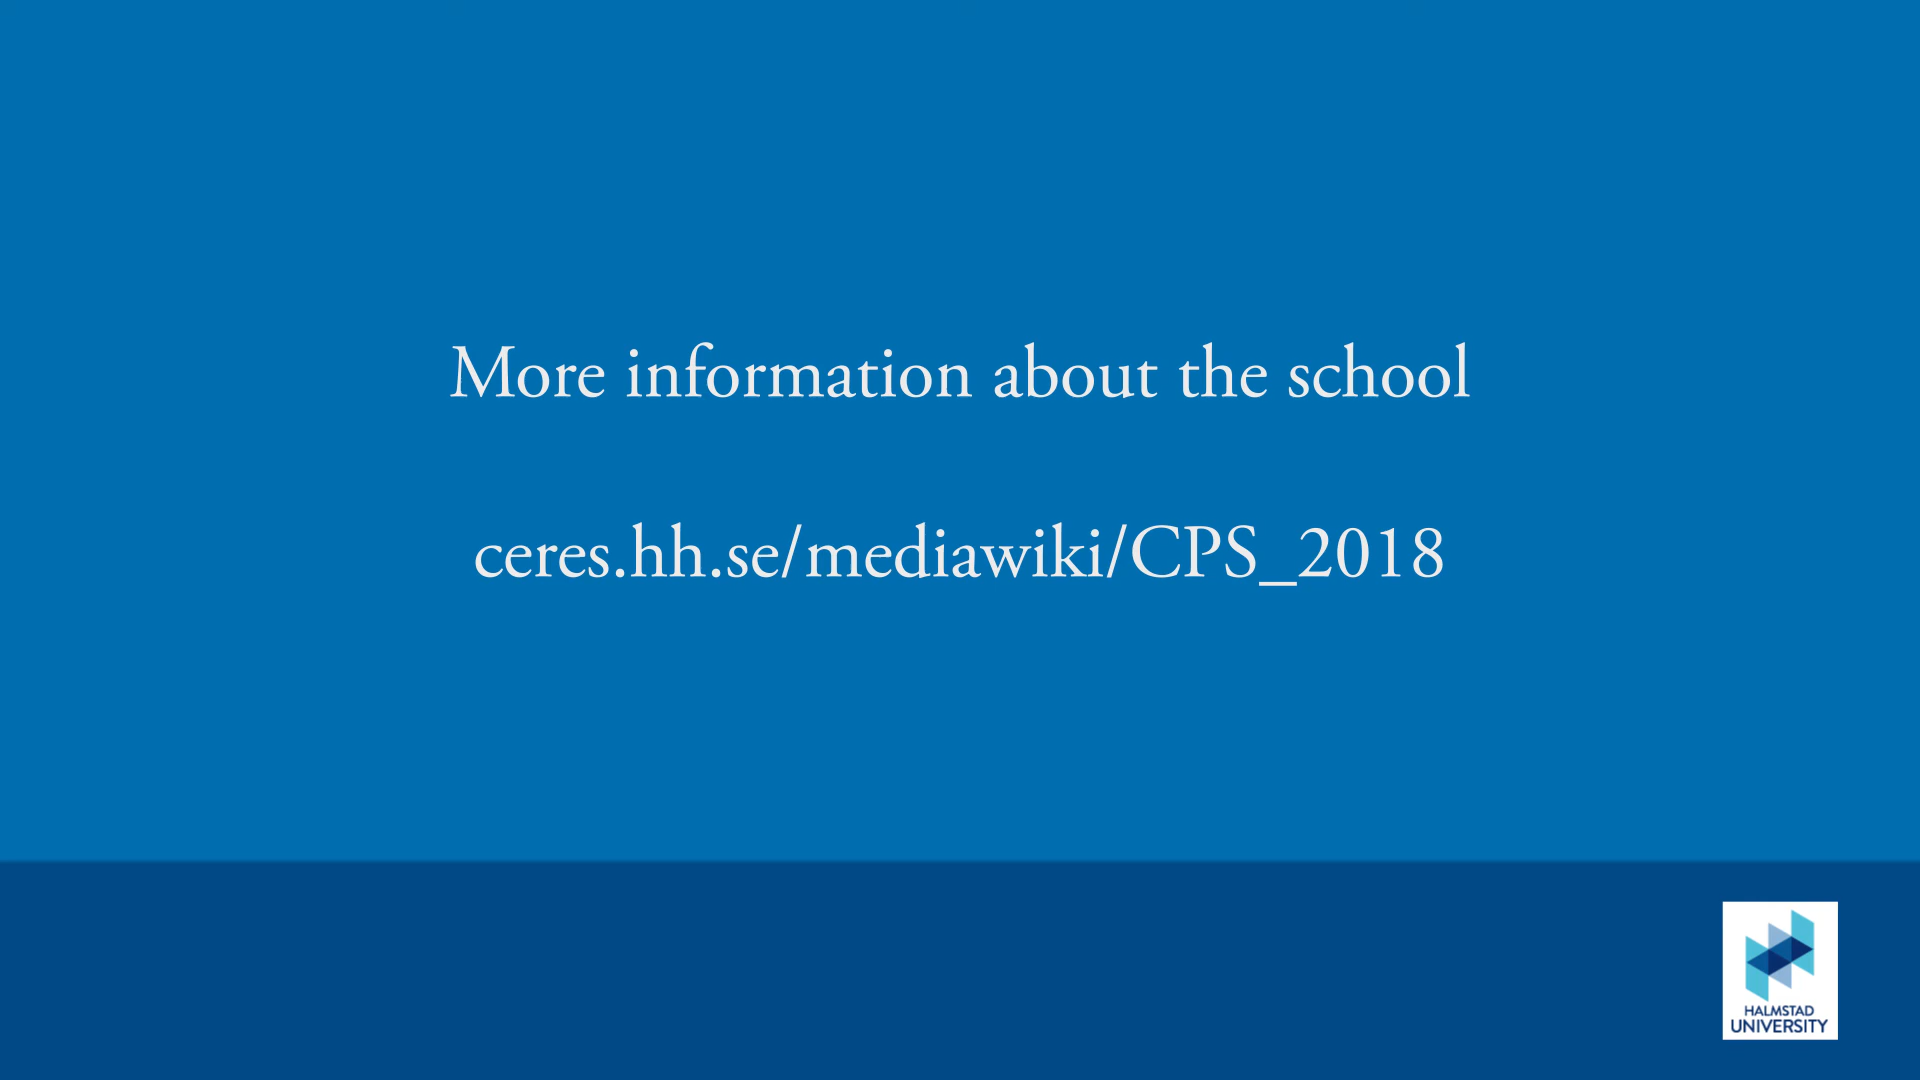 More information about the school
ceres.hh.se/mediawiki/CPS_2018
HALMSTAD
UNIVERSITY